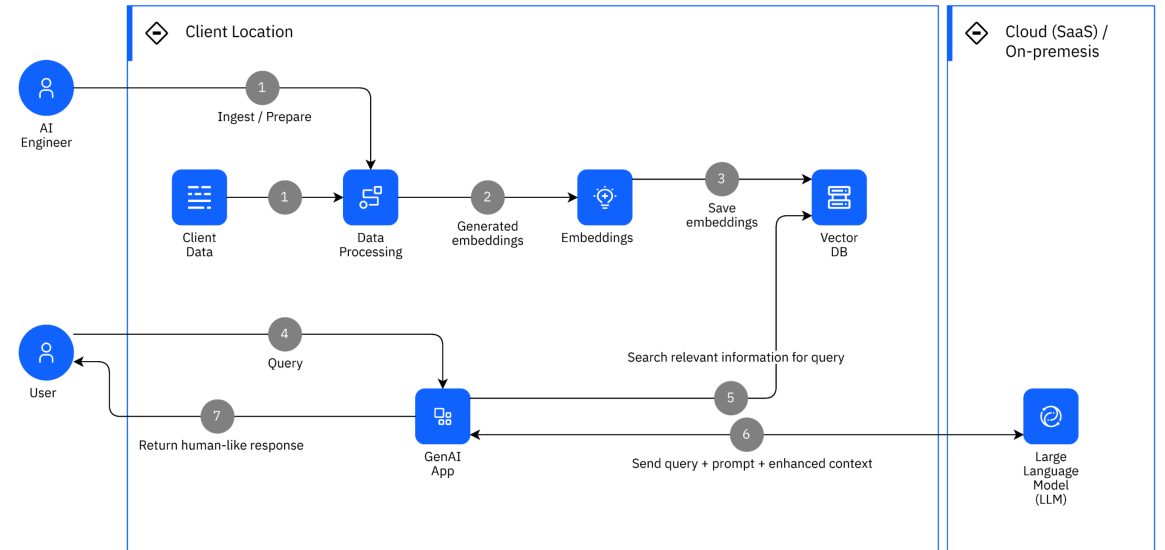 Client Location
Cloud (SaaS) /
On-premesis
1
Ingest / Prepare
AI
Engineer
1
2
3
Client
Data
Data
Processing
Generated
embeddings
Embeddings
Save
embeddings
Vector
DB
4
Query
User
Search relevant information for query
5
7
Return human-like response
GenAI
App
6
Send query + prompt + enhanced context
Large
Language
Model
(LLM)